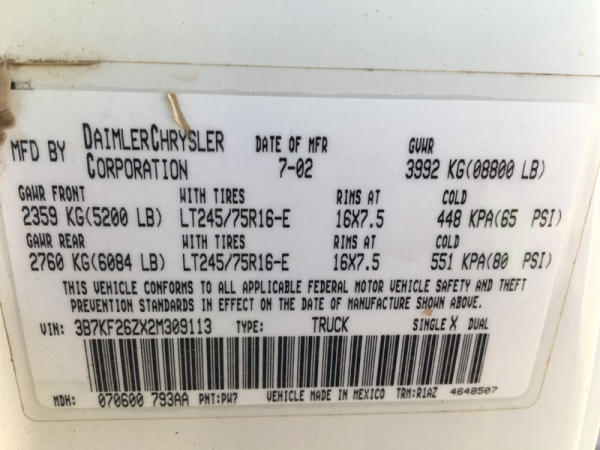 MFD BY DAIMLERCHRYSLER CORPORATION DATE OF MFR 7-02 GVWR 3992 KG(08800 LB)
GAWR FRONT WITH TIRES RIMS AT COLD
2359 KG(5200 LB) LT245/75R16-E 16X7.5 448 KPA(65 PSI)
GAWR REAR WITH TIRES RIMS AT COLD
2760 KG(6084 LB) LT245/75R16-E 16X7.5 551 KPA(80 PSI)
THIS VEHICLE CONFORMS TO ALL APPLICABLE FEDERAL MOTOR VEHICLE SAFETY AND THEFT
PREVENTION STANDARDS IN EFFECT ON THE DATE OF MANUFACTURE SHOWN ABOVE.
VIN: 3B7KF26ZX2M309113 TYPE: TRUCK SINGLE X DUAL
MDH: 070600 793AA PNT:PW7 VEHICLE MADE IN MEXICO TRM:R1AZ 4648507